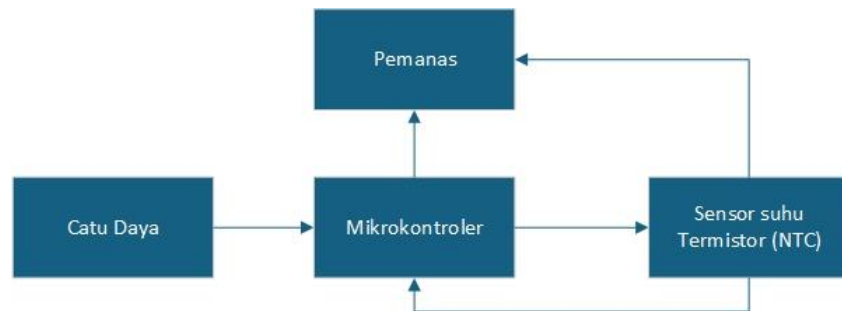 Pemanas
Catu Daya
Mikrokontroler
Sensor suhu
Termistor (NTC)